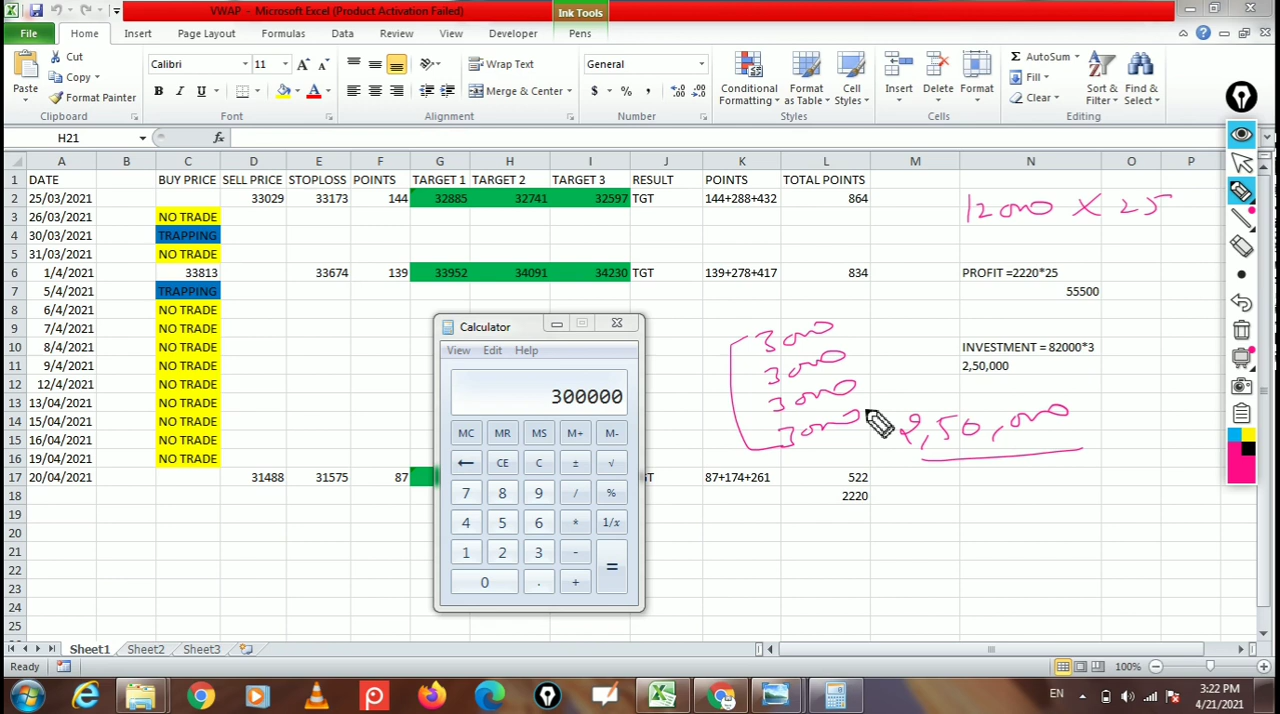 VWAP - Microsoft Excel (Product Activation Failed)
Ink Tools
File Home Insert Page Layout Formulas Data Review View Developer Pens
Paste
Cut
Copy
Format Painter
Clipboard
Calibri 11
B I U
Font
Wrap Text
Merge & Center
Alignment
General
$ % ,
Number
Conditional Formatting
Format as Table
Cell Styles
Styles
Insert Delete Format
Cells
AutoSum
Fill
Clear
Sort & Filter
Find & Select
Editing
H21
fx
A B C D E F G H I J K L M N O P
1 DATE BUY PRICE SELL PRICE STOPLOSS POINTS TARGET 1 TARGET 2 TARGET 3 RESULT POINTS TOTAL POINTS
2 25/03/2021 33029 33173 144 32885 32741 32597 TGT 144+288+432 864
1200 X 25
3 26/03/2021 NO TRADE
4 30/03/2021 TRAPPING
5 31/03/2021 NO TRADE
6 1/4/2021 33813 33674 139 33952 34091 34230 TGT 139+278+417 834 PROFIT =2220*25
7 5/4/2021 TRAPPING 55500
8 6/4/2021 NO TRADE
9 7/4/2021 NO TRADE
10 8/4/2021 NO TRADE INVESTMENT = 82000*3
11 9/4/2021 NO TRADE 2,50,000
12 12/4/2021 NO TRADE
13 13/04/2021 NO TRADE
14 15/04/2021 NO TRADE
15 16/04/2021 NO TRADE
16 19/04/2021 NO TRADE
17 20/04/2021 31488 31575 87 GT 87+174+261 522
18 2220
19
20
21
22
23
24
25
3000
3000
3000
3000
2,50,000
Calculator
View Edit Help
300000
MC MR MS M+ M-
← CE C ± √
7 8 9 / %
4 5 6 * 1/x
1 2 3 - =
0 . +
Sheet1 Sheet2 Sheet3
Ready
100%
EN
3:22 PM
4/21/2021